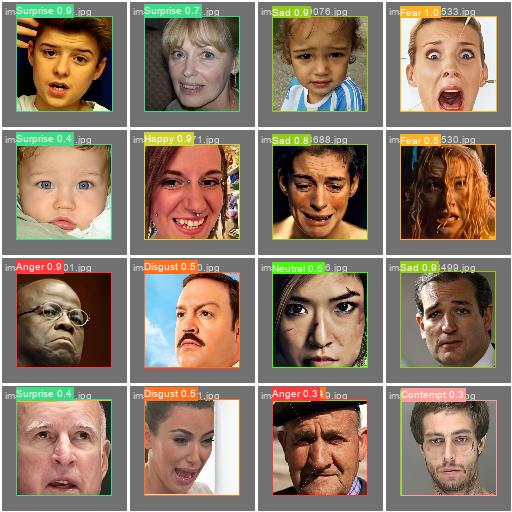 Surprise 0.9 .jpg
Surprise 0.7 .jpg
Sad 0.9 076.jpg
Fear 1.0 533.jpg
Surprise 0.4 .jpg
Happy 0.9 1.jpg
Sad 0.8 688.jpg
Fear 0.5 530.jpg
Anger 0.9 01.jpg
Disgust 0.5 0.jpg
Neutral 0.5 6.jpg
Sad 0.9 499.jpg
Surprise 0.4 .jpg
Disgust 0.5 1.jpg
Anger 0.3 9.jpg
Contempt 0.3 .jpg